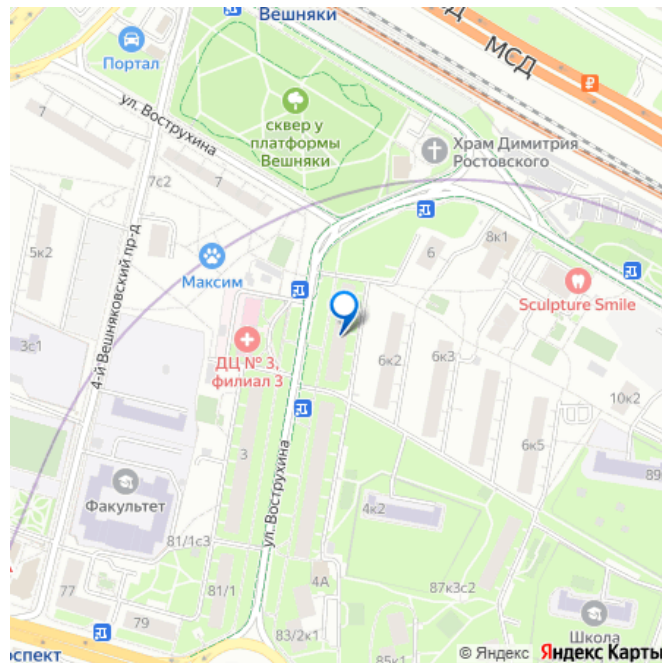 Вешняки
МСД
Портал
ул. Вострухина
сквер у
платформы
Вешняки
Храм Димитрия
Ростовского
7
7с2
7
5к2
4-й Вешняковский пр-д
Максим
6
8к1
Sculpture Smile
3с1
ДЦ № 3,
филиал 3
6к2
6к3
10к2
6к5
3
ул. Вострухина
89
Факультет
4к2
81/1с3
77
81/1
4А
87к3с2
79
83/2к1
85к1
Школа
спект
© Яндекс
Яндекс Карты